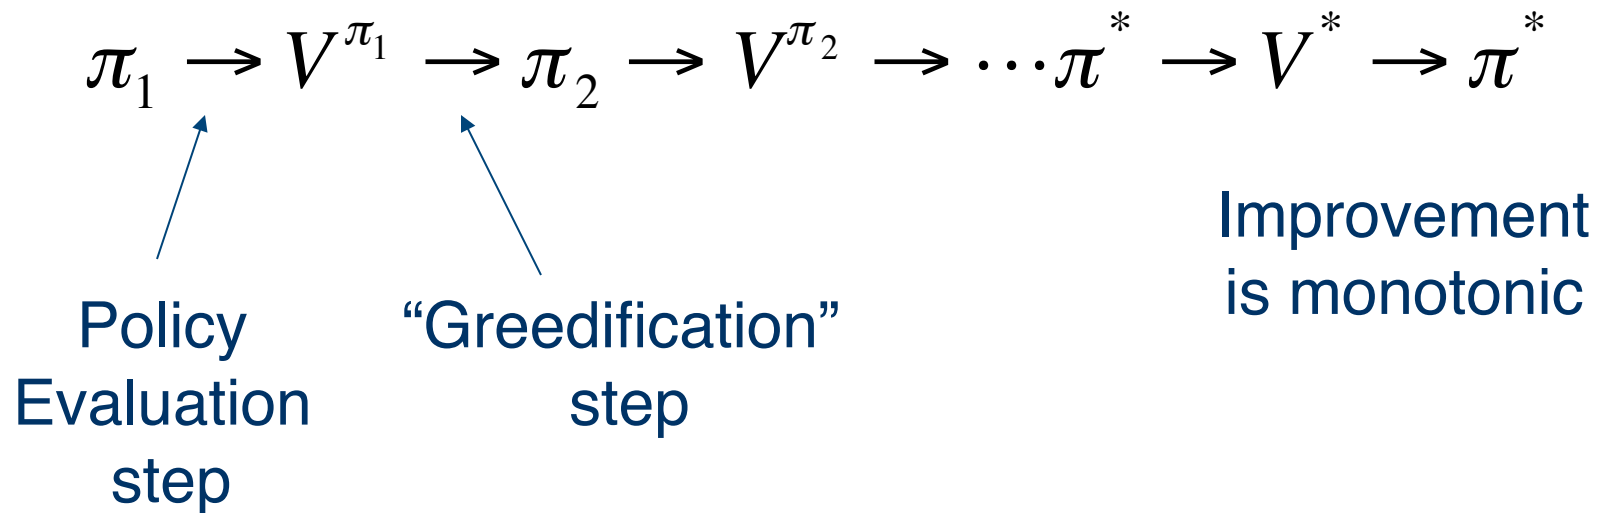 π₁ → V^π₁ → π₂ → V^π₂ → ⋯π* → V* → π*
Improvement
is monotonic
Policy
Evaluation
step
“Greedification”
step